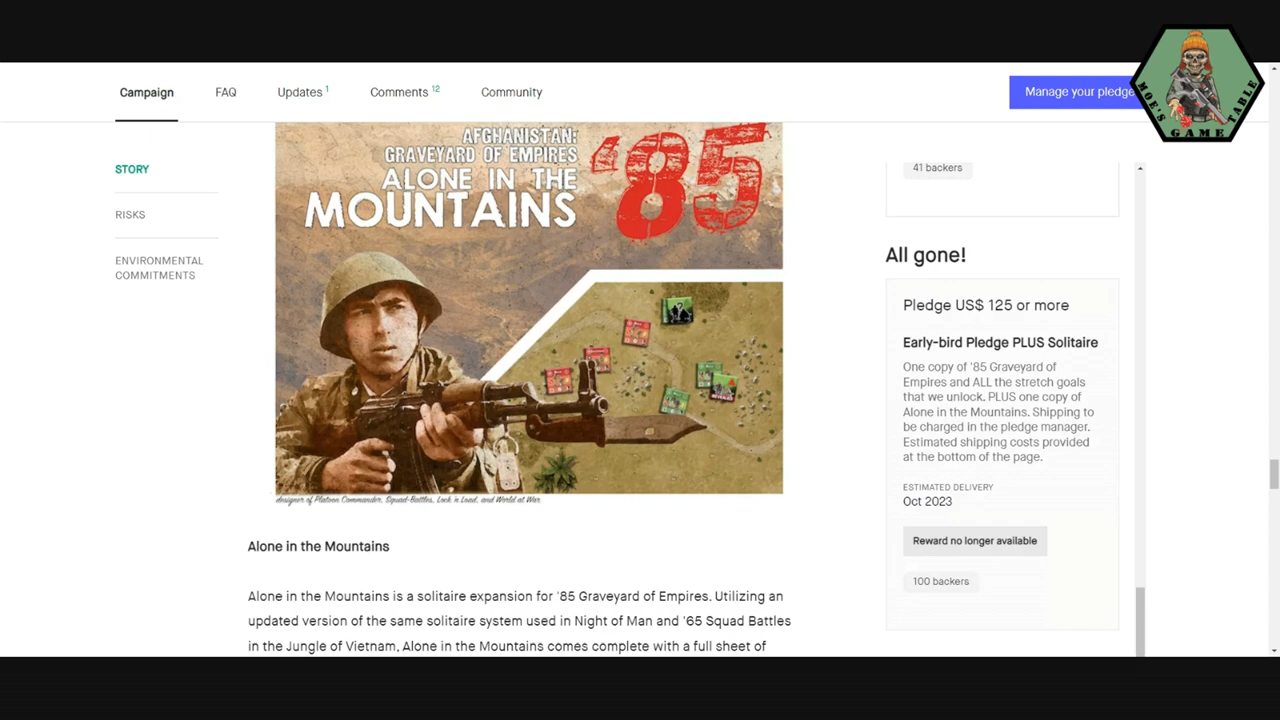 Campaign
FAQ
Updates 1
Comments 12
Community
Manage your pledge
MOE'S GAME TABLE
STORY
RISKS
ENVIRONMENTAL
COMMITMENTS
AFGHANISTAN:
GRAVEYARD OF EMPIRES
ALONE IN THE
MOUNTAINS
'85
designer of Platoon Commander, Squad-Battles, Lock 'n Load, and World at War
Alone in the Mountains
Alone in the Mountains is a solitaire expansion for '85 Graveyard of Empires. Utilizing an
updated version of the same solitaire system used in Night of Man and '65 Squad Battles
in the Jungle of Vietnam, Alone in the Mountains comes complete with a full sheet of
41 backers
All gone!
Pledge US$ 125 or more
Early-bird Pledge PLUS Solitaire
One copy of '85 Graveyard of
Empires and ALL the stretch goals
that we unlock. PLUS one copy of
Alone in the Mountains. Shipping to
be charged in the pledge manager.
Estimated shipping costs provided
at the bottom of the page.
ESTIMATED DELIVERY
Oct 2023
Reward no longer available
100 backers